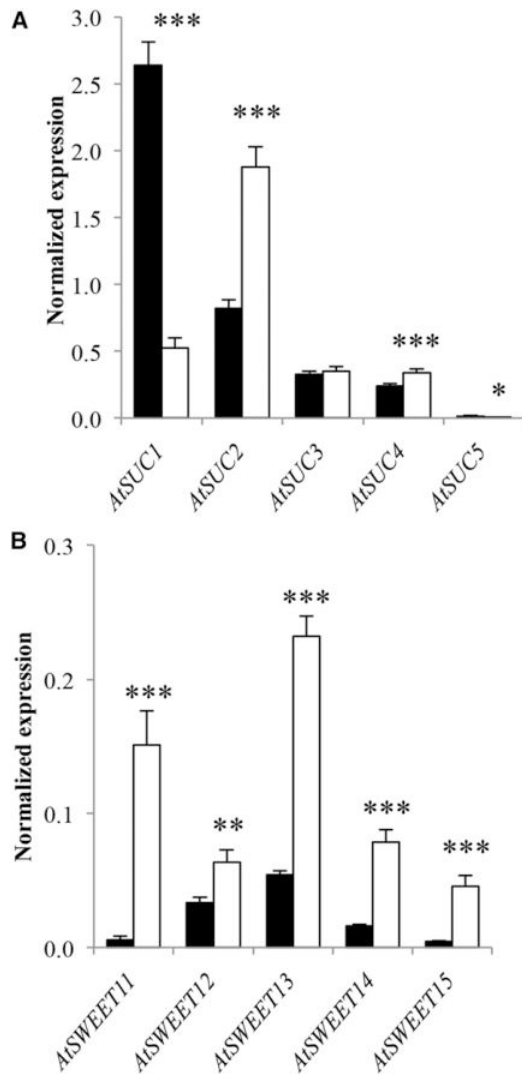 A
3.0
2.5
2.0
1.5
1.0
0.5
0.0
Normalized expression
***
***
***
*
AtSUC1
AtSUC2
AtSUC3
AtSUC4
AtSUC5
B
0.3
0.2
0.1
0.0
Normalized expression
***
**
***
***
***
AtSWEET11
AtSWEET12
AtSWEET13
AtSWEET14
AtSWEET15